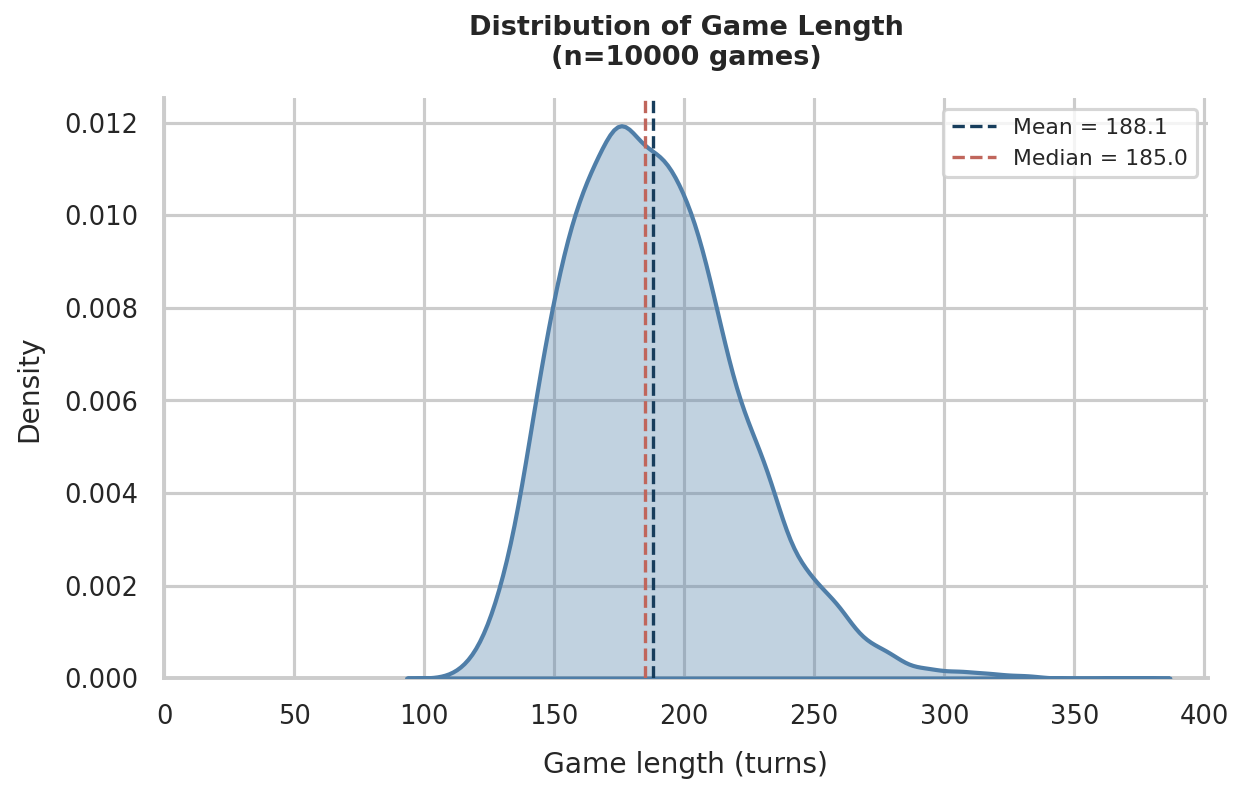 Distribution of Game Length
(n=10000 games)
Mean = 188.1
Median = 185.0
0.012
0.010
0.008
0.006
0.004
0.002
0.000
Density
0 50 100 150 200 250 300 350 400
Game length (turns)